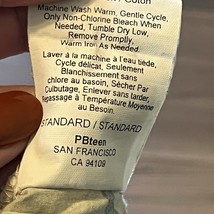 Cotton
Machine Wash Warm, Gentle Cycle,
Only Non-Chlorine Bleach When
Needed, Tumble Dry Low,
Remove Promptly,
Warm Iron As Needed.
Laver à la machine à l'eau tiède,
Cycle délicat, Seulement
Blanchissement sans
chlore au besoin, Sécher Par
Culbutage, Enlever sans tarder,
Repassage à Température Moyenne
au Besoin
STANDARD / STANDARD
PBteen
SAN FRANCISCO
CA 94109